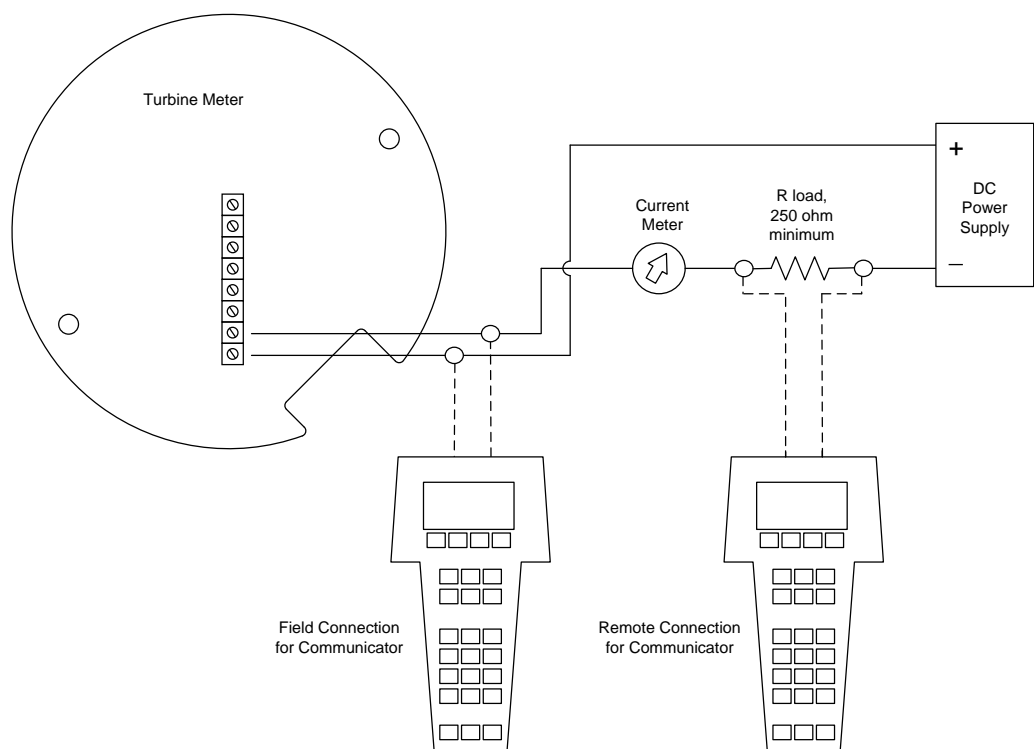 Turbine Meter
Current
Meter
R load,
250 ohm
minimum
+
DC
Power
Supply
–
Field Connection
for Communicator
Remote Connection
for Communicator